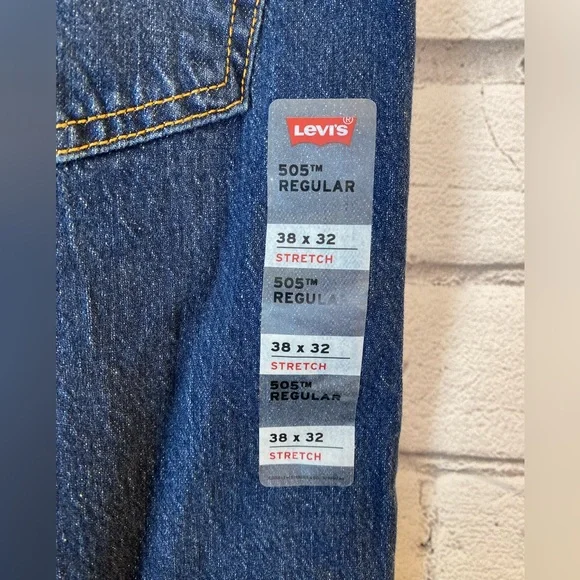 Levi's®
505™
REGULAR
38 x 32
STRETCH
505™
REGULAR
38 x 32
STRETCH
505™
REGULAR
38 x 32
STRETCH